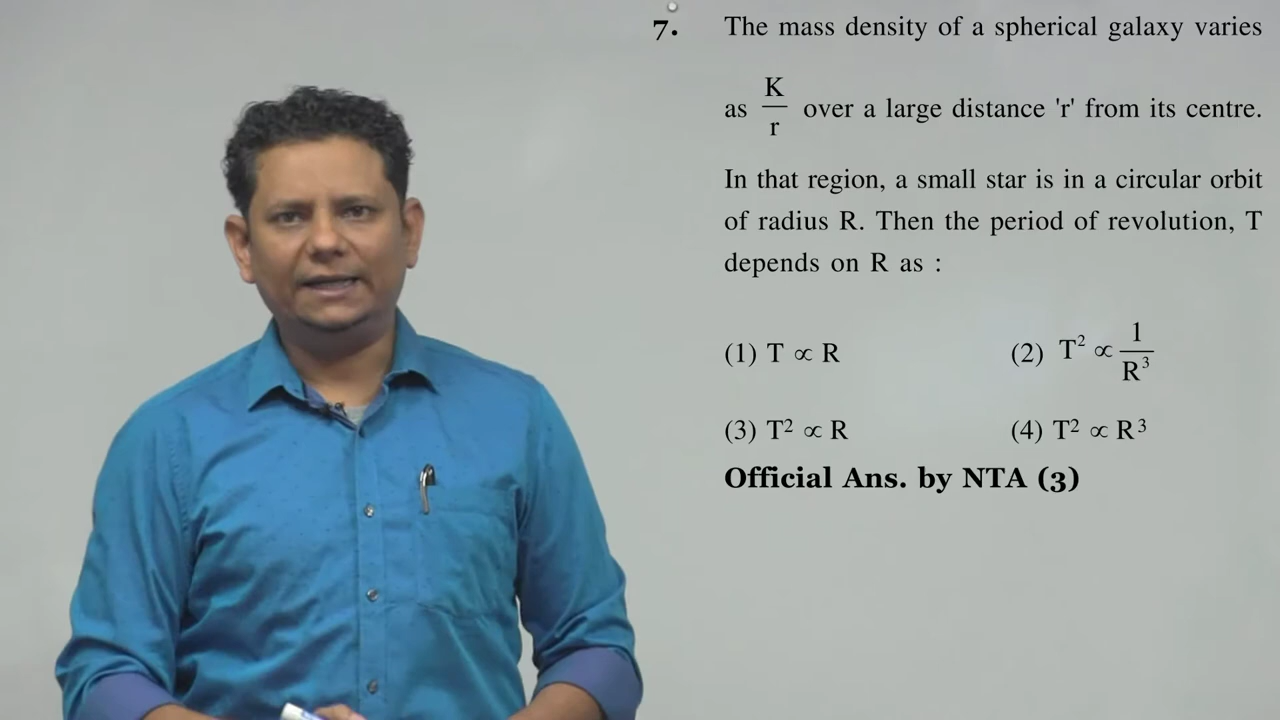 7. The mass density of a spherical galaxy varies
as K/r over a large distance 'r' from its centre.
In that region, a small star is in a circular orbit
of radius R. Then the period of revolution, T
depends on R as :
(1) T ∝ R (2) T² ∝ 1/R³
(3) T² ∝ R (4) T² ∝ R³
Official Ans. by NTA (3)